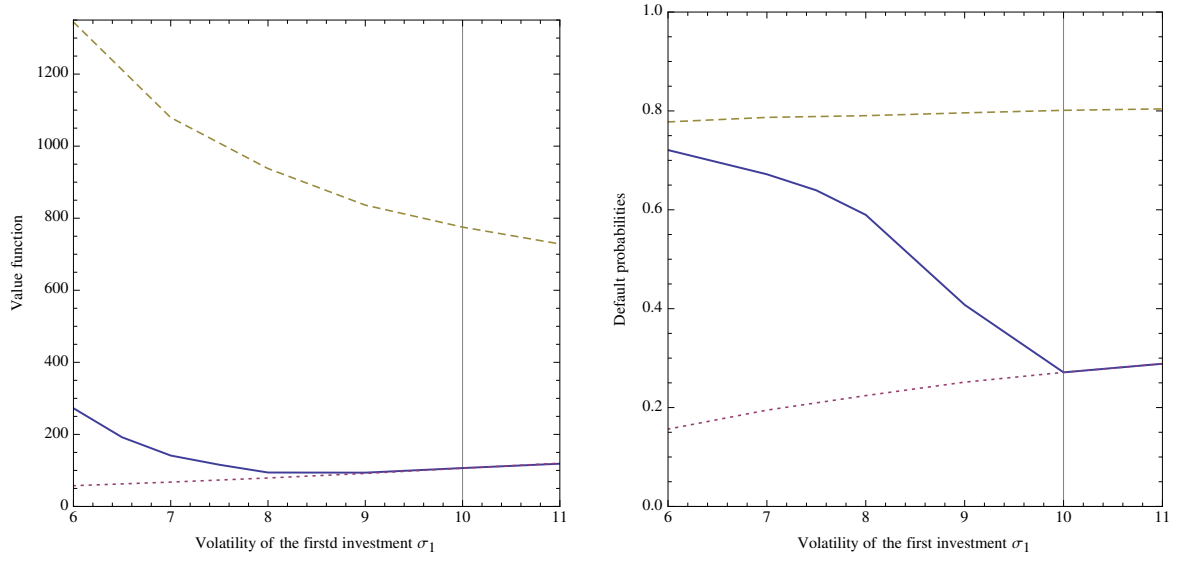 Value function
1200
1000
800
600
400
200
0
6 7 8 9 10 11
Volatility of the firstd investment σ1
Default probabilities
1.0
0.8
0.6
0.4
0.2
0.0
6 7 8 9 10 11
Volatility of the first investment σ1